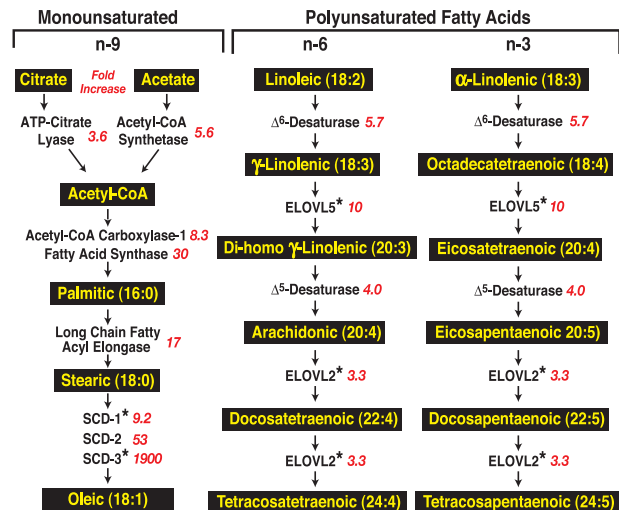 Monounsaturated
n-9
Citrate
Fold
Increase
Acetate
ATP-Citrate
Lyase 3.6
Acetyl-CoA
Synthetase 5.6
Acetyl-CoA
Acetyl-CoA Carboxylase-1 8.3
Fatty Acid Synthase 30
Palmitic (16:0)
Long Chain Fatty
Acyl Elongase 17
Stearic (18:0)
SCD-1* 9.2
SCD-2 53
SCD-3* 1900
Oleic (18:1)
Polyunsaturated Fatty Acids
n-6
Linoleic (18:2)
Δ⁶-Desaturase 5.7
γ-Linolenic (18:3)
ELOVL5* 10
Di-homo γ-Linolenic (20:3)
Δ⁵-Desaturase 4.0
Arachidonic (20:4)
ELOVL2* 3.3
Docosatetraenoic (22:4)
ELOVL2* 3.3
Tetracosatetraenoic (24:4)
n-3
α-Linolenic (18:3)
Δ⁶-Desaturase 5.7
Octadecatetraenoic (18:4)
ELOVL5* 10
Eicosatetraenoic (20:4)
Δ⁵-Desaturase 4.0
Eicosapentaenoic 20:5)
ELOVL2* 3.3
Docosapentaenoic (22:5)
ELOVL2* 3.3
Tetracosapentaenoic (24:5)